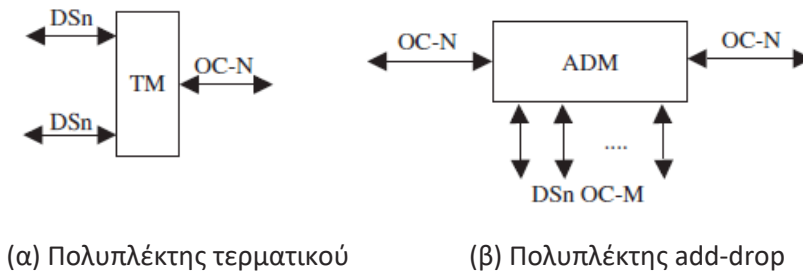 DSn
TM
OC-N
DSn
(α) Πολυπλέκτης τερματικού
OC-N
ADM
OC-N
....
DSn OC-M
(β) Πολυπλέκτης add-drop